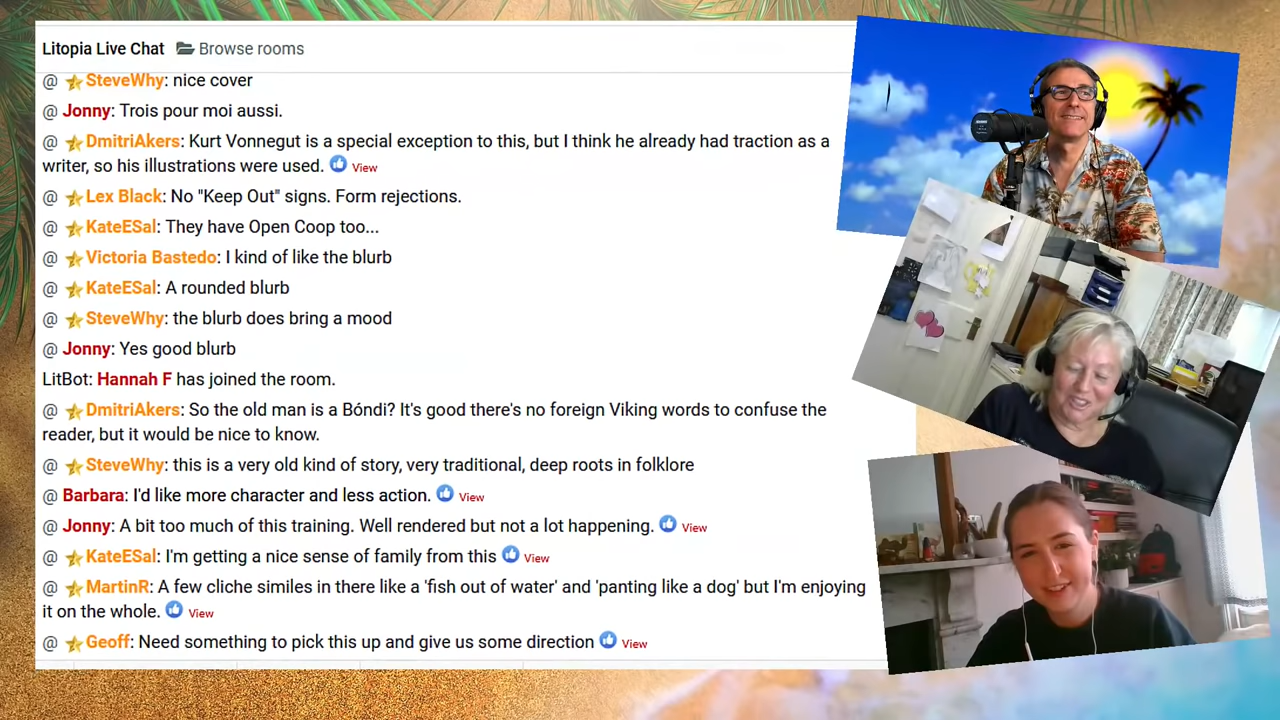 Litopia Live Chat Browse rooms
@ SteveWhy: nice cover
@ Jonny: Trois pour moi aussi.
@ DmitriAkers: Kurt Vonnegut is a special exception to this, but I think he already had traction as a
writer, so his illustrations were used. View
@ Lex Black: No "Keep Out" signs. Form rejections.
@ KateESal: They have Open Coop too...
@ Victoria Bastedo: I kind of like the blurb
@ KateESal: A rounded blurb
@ SteveWhy: the blurb does bring a mood
@ Jonny: Yes good blurb
LitBot: Hannah F has joined the room.
@ DmitriAkers: So the old man is a Bóndi? It's good there's no foreign Viking words to confuse the
reader, but it would be nice to know.
@ SteveWhy: this is a very old kind of story, very traditional, deep roots in folklore
@ Barbara: I'd like more character and less action. View
@ Jonny: A bit too much of this training. Well rendered but not a lot happening. View
@ KateESal: I'm getting a nice sense of family from this View
@ MartinR: A few cliche similes in there like a 'fish out of water' and 'panting like a dog' but I'm enjoying
it on the whole. View
@ Geoff: Need something to pick this up and give us some direction View